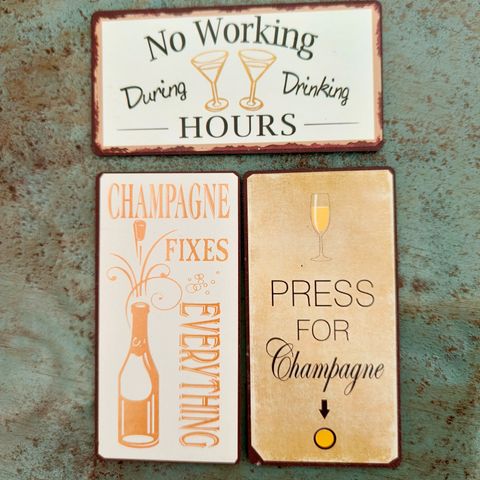 No Working
During Drinking
HOURS
CHAMPAGNE
FIXES
EVERYTHING
PRESS
FOR
Champagne